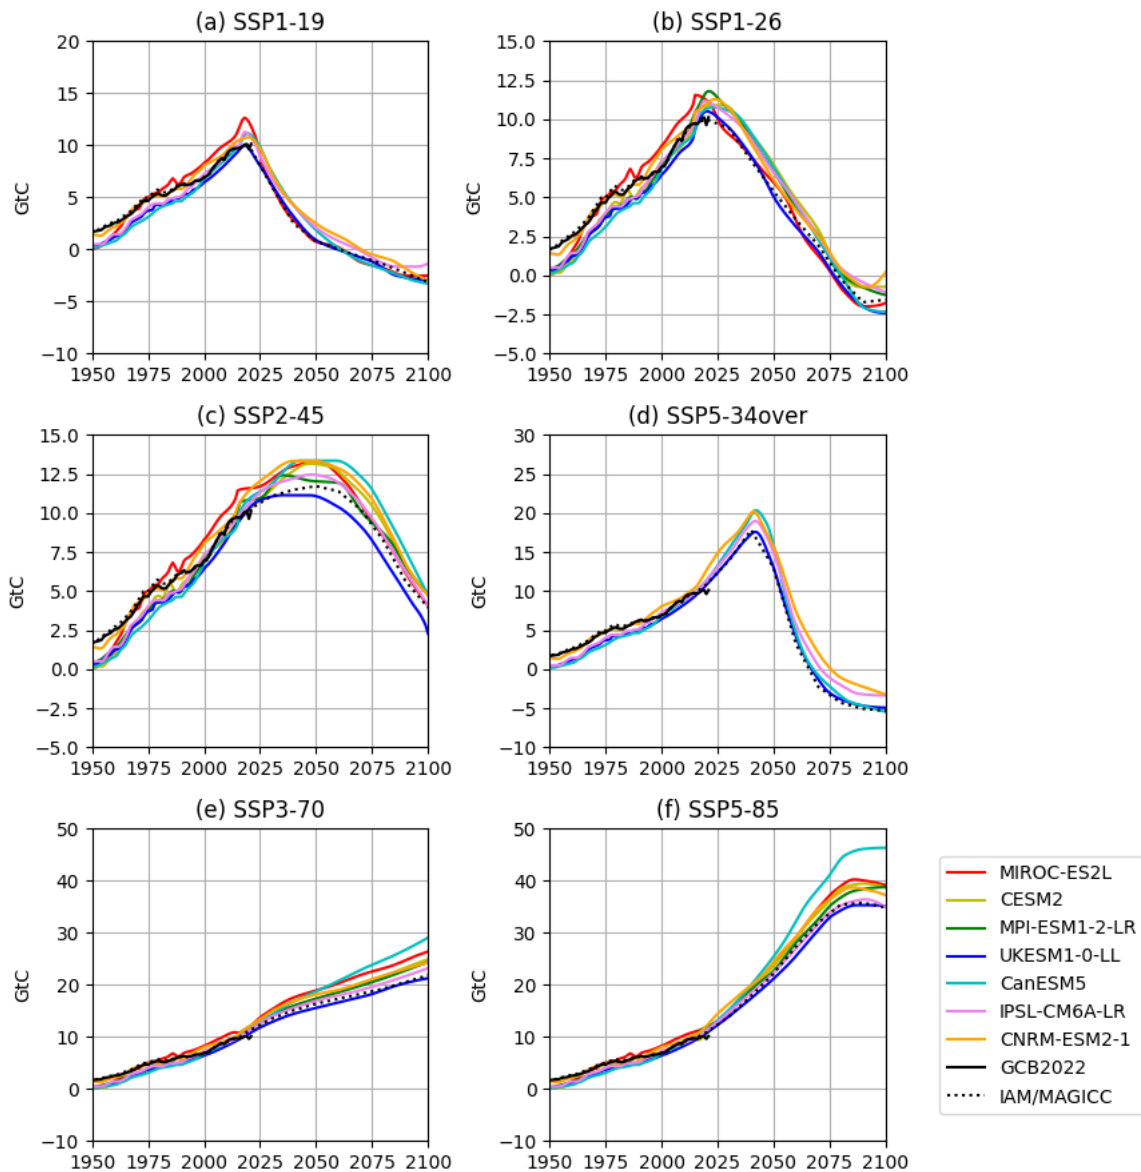 (a) SSP1-19
(b) SSP1-26
20
15
10
5
0
−5
−10
GtC
1950 1975 2000 2025 2050 2075 2100
15.0
12.5
10.0
7.5
5.0
2.5
0.0
−2.5
−5.0
GtC
1950 1975 2000 2025 2050 2075 2100
(c) SSP2-45
(d) SSP5-34over
15.0
12.5
10.0
7.5
5.0
2.5
0.0
−2.5
−5.0
GtC
1950 1975 2000 2025 2050 2075 2100
30
25
20
15
10
5
0
−5
−10
GtC
1950 1975 2000 2025 2050 2075 2100
(e) SSP3-70
(f) SSP5-85
50
40
30
20
10
0
−10
GtC
1950 1975 2000 2025 2050 2075 2100
50
40
30
20
10
0
−10
GtC
1950 1975 2000 2025 2050 2075 2100
MIROC-ES2L
CESM2
MPI-ESM1-2-LR
UKESM1-0-LL
CanESM5
IPSL-CM6A-LR
CNRM-ESM2-1
GCB2022
IAM/MAGICC